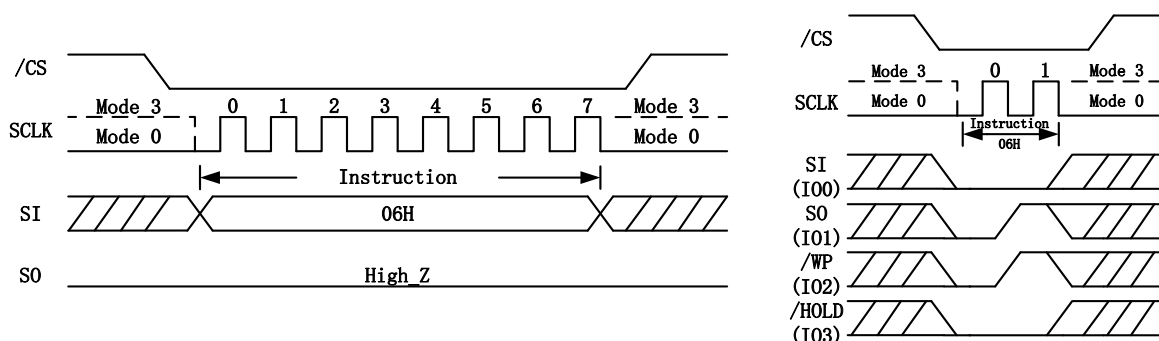 /CS
Mode 3 0 1 2 3 4 5 6 7 Mode 3
SCLK
Mode 0 Mode 0
Instruction
SI 06H
SO High_Z
/CS
Mode 3 0 1 Mode 3
SCLK Mode 0 Mode 0
Instruction
06H
SI
(IO0)
SO
(IO1)
/WP
(IO2)
/HOLD
(IO3)